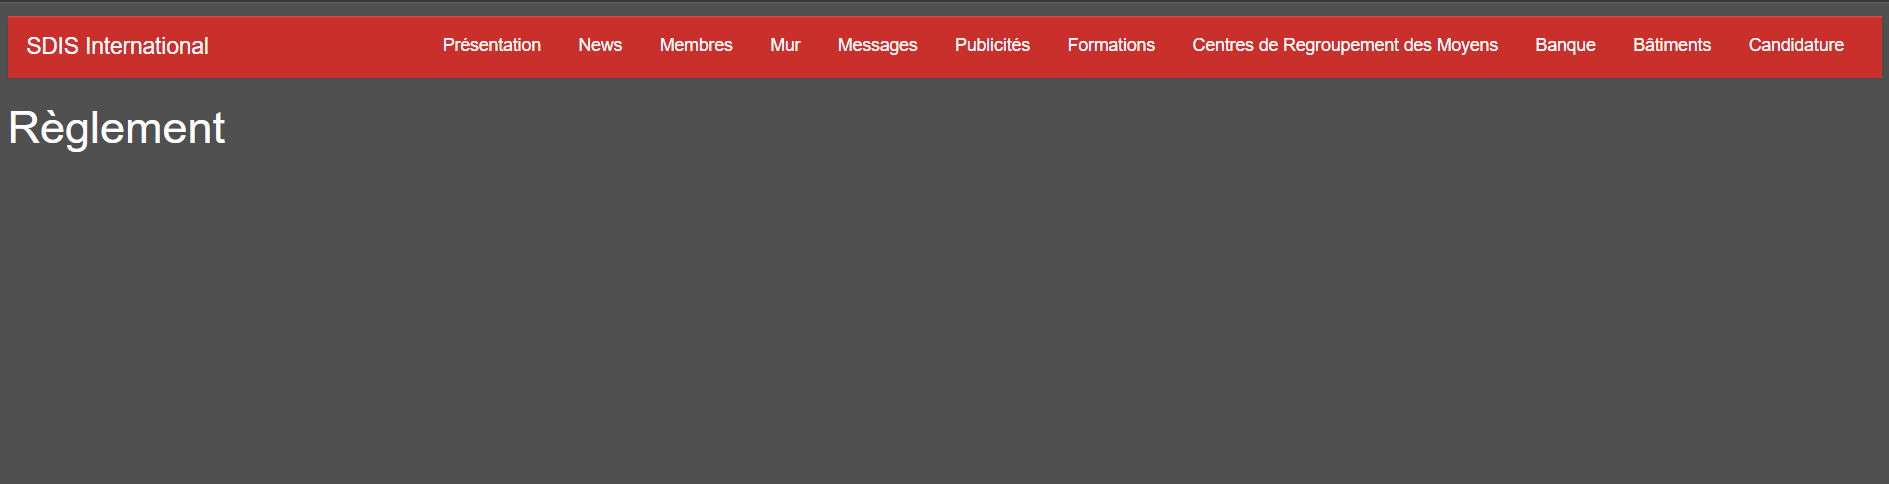 SDIS International Présentation News Membres Mur Messages Publicités Formations Centres de Regroupement des Moyens Banque Bâtiments Candidature
Règlement